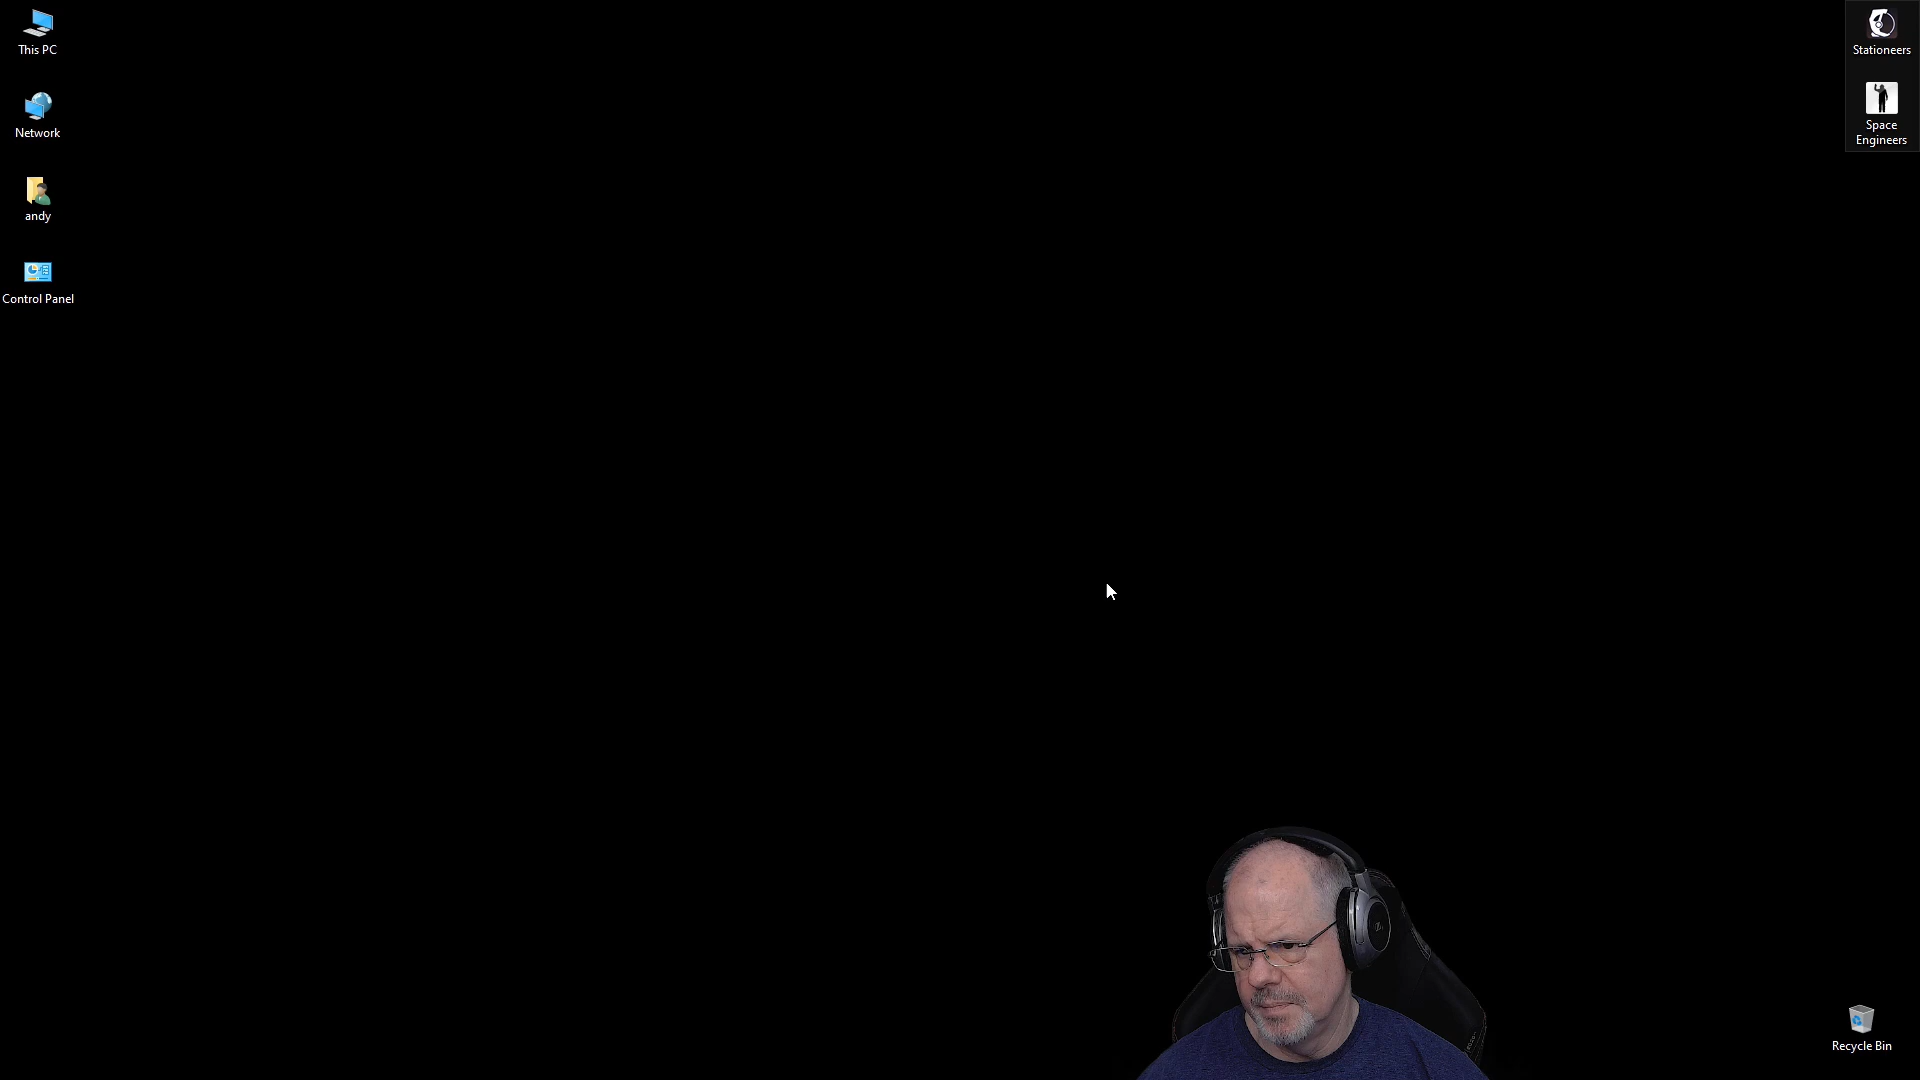 This PC
Network
andy
Control Panel
Stationeers
Space
Engineers
Recycle Bin